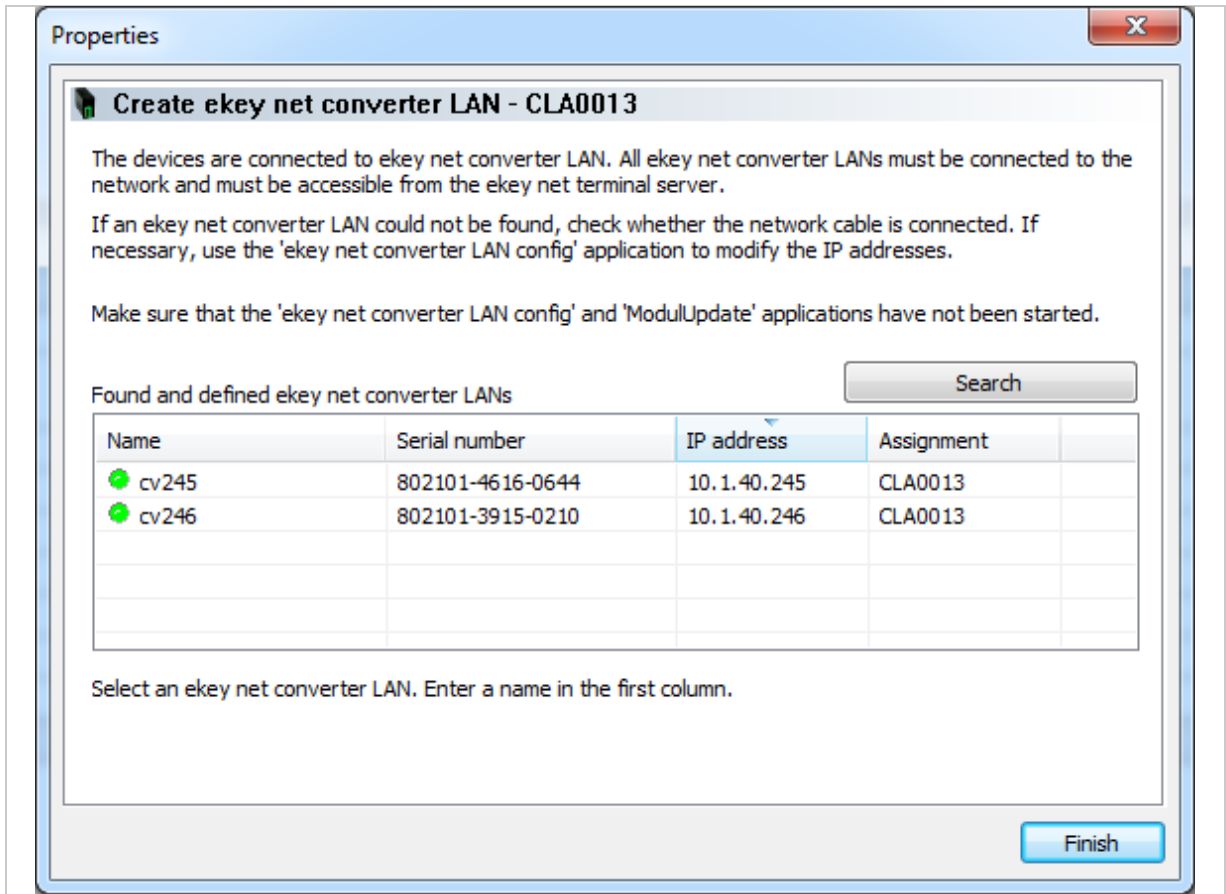 Properties
Create ekey net converter LAN - CLA0013
The devices are connected to ekey net converter LAN. All ekey net converter LANs must be connected to the
network and must be accessible from the ekey net terminal server.
If an ekey net converter LAN could not be found, check whether the network cable is connected. If
necessary, use the 'ekey net converter LAN config' application to modify the IP addresses.
Make sure that the 'ekey net converter LAN config' and 'ModulUpdate' applications have not been started.
Search
Found and defined ekey net converter LANs
Name Serial number IP address Assignment
cv245 802101-4616-0644 10.1.40.245 CLA0013
cv246 802101-3915-0210 10.1.40.246 CLA0013
Select an ekey net converter LAN. Enter a name in the first column.
Finish